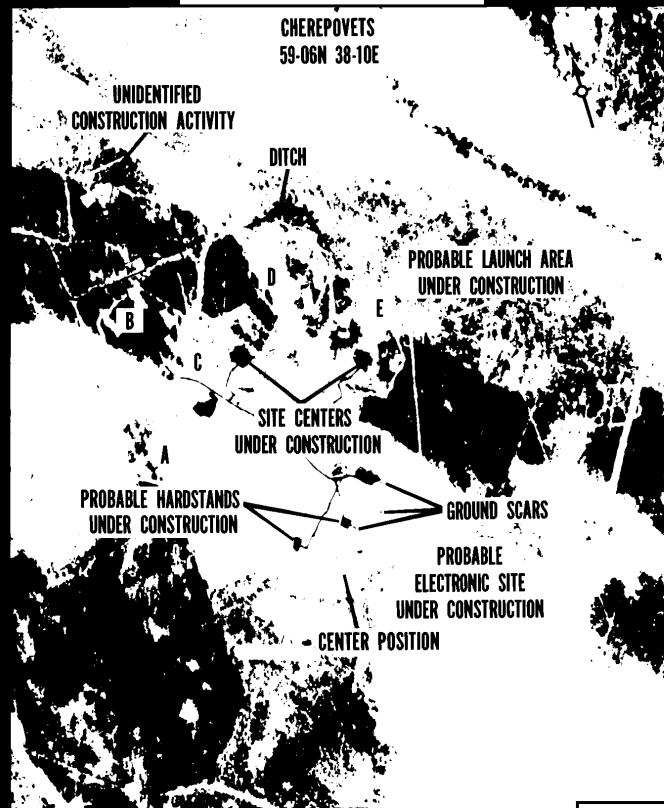 CHEREPOVETS
59-06N 38-10E
UNIDENTIFIED
CONSTRUCTION ACTIVITY
DITCH
PROBABLE LAUNCH AREA
UNDER CONSTRUCTION
D
E
B
C
SITE CENTERS
UNDER CONSTRUCTION
A
PROBABLE HARDSTANDS
UNDER CONSTRUCTION
GROUND SCARS
PROBABLE
ELECTRONIC SITE
UNDER CONSTRUCTION
CENTER POSITION